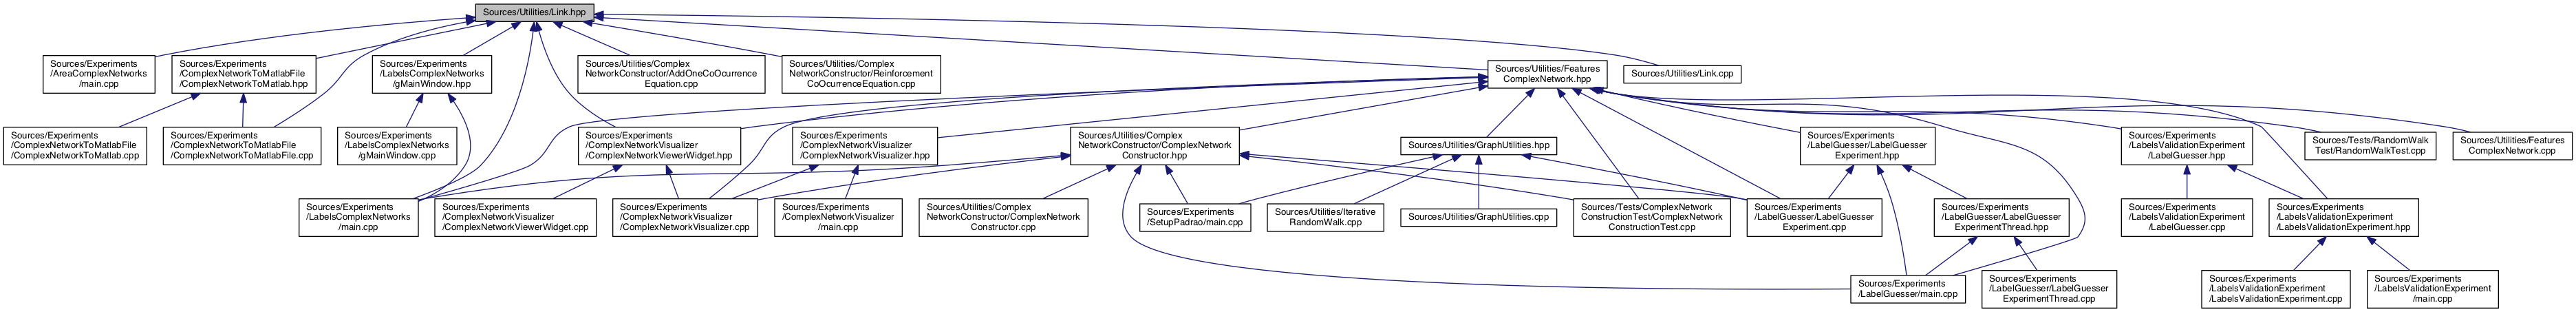 Sources/Utilities/Link.hpp
Sources/Experiments
/AreaComplexNetworks
/main.cpp
Sources/Experiments
/ComplexNetworkToMatlabFile
/ComplexNetworkToMatlab.hpp
Sources/Experiments
/LabelsComplexNetworks
/gMainWindow.hpp
Sources/Utilities/Complex
NetworkConstructor/AddOneCoOcurrence
Equation.cpp
Sources/Utilities/Complex
NetworkConstructor/Reinforcement
CoOcurrenceEquation.cpp
Sources/Utilities/Features
ComplexNetwork.hpp
Sources/Utilities/Link.cpp
Sources/Experiments
/ComplexNetworkToMatlabFile
/ComplexNetworkToMatlab.cpp
Sources/Experiments
/ComplexNetworkToMatlabFile
/ComplexNetworkToMatlabFile.cpp
Sources/Experiments
/LabelsComplexNetworks
/gMainWindow.cpp
Sources/Experiments
/ComplexNetworkVisualizer
/ComplexNetworkViewerWidget.hpp
Sources/Experiments
/ComplexNetworkVisualizer
/ComplexNetworkVisualizer.hpp
Sources/Utilities/Complex
NetworkConstructor/ComplexNetwork
Constructor.hpp
Sources/Utilities/GraphUtilities.hpp
Sources/Experiments
/LabelGuesser/LabelGuesser
Experiment.hpp
Sources/Experiments
/LabelsValidationExperiment
/LabelGuesser.hpp
Sources/Tests/RandomWalk
Test/RandomWalkTest.cpp
Sources/Utilities/Features
ComplexNetwork.cpp
Sources/Experiments
/LabelsComplexNetworks
/main.cpp
Sources/Experiments
/ComplexNetworkVisualizer
/ComplexNetworkViewerWidget.cpp
Sources/Experiments
/ComplexNetworkVisualizer
/ComplexNetworkVisualizer.cpp
Sources/Experiments
/ComplexNetworkVisualizer
/main.cpp
Sources/Utilities/Complex
NetworkConstructor/ComplexNetwork
Constructor.cpp
Sources/Experiments
/SetupPadrao/main.cpp
Sources/Utilities/Iterative
RandomWalk.cpp
Sources/Utilities/GraphUtilities.cpp
Sources/Tests/ComplexNetwork
ConstructionTest/ComplexNetwork
ConstructionTest.cpp
Sources/Experiments
/LabelGuesser/LabelGuesser
Experiment.cpp
Sources/Experiments
/LabelGuesser/LabelGuesser
ExperimentThread.hpp
Sources/Experiments
/LabelsValidationExperiment
/LabelGuesser.cpp
Sources/Experiments
/LabelsValidationExperiment
/LabelsValidationExperiment.hpp
Sources/Experiments
/LabelGuesser/main.cpp
Sources/Experiments
/LabelGuesser/LabelGuesser
ExperimentThread.cpp
Sources/Experiments
/LabelsValidationExperiment
/LabelsValidationExperiment.cpp
Sources/Experiments
/LabelsValidationExperiment
/main.cpp